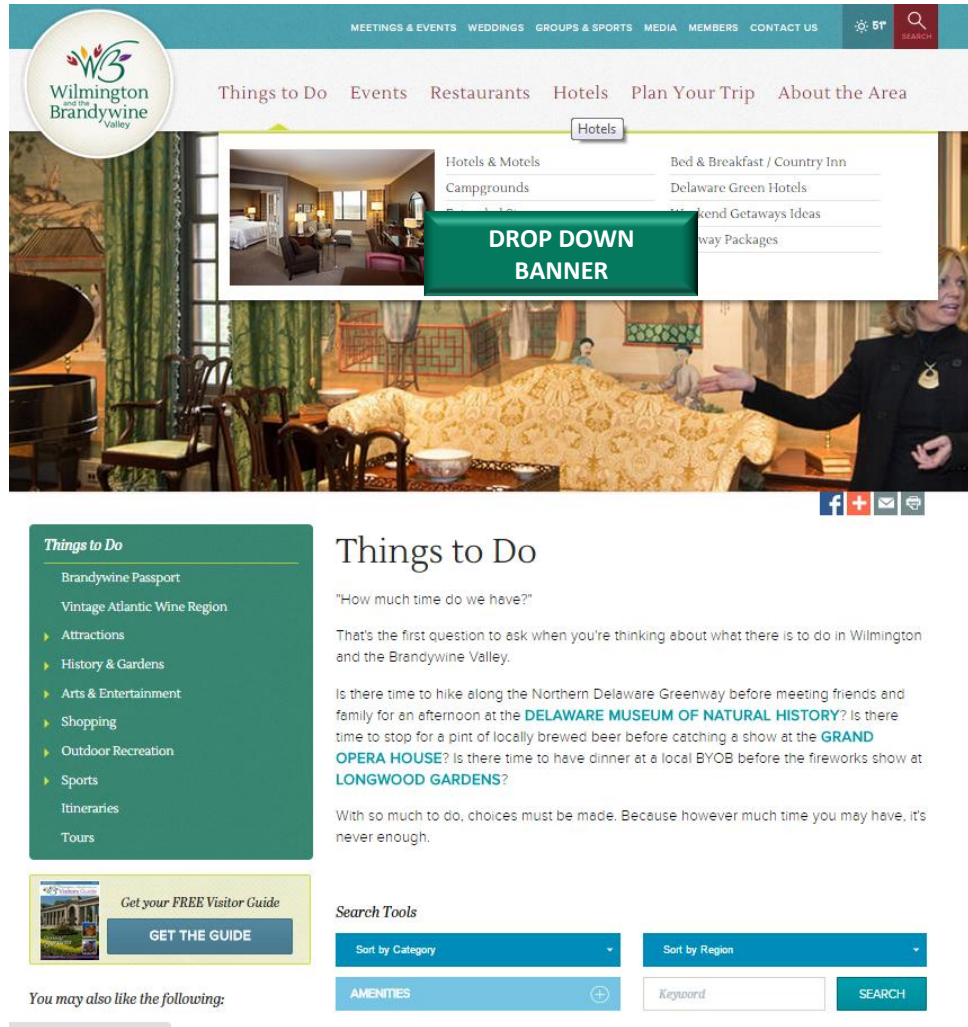 MEETINGS & EVENTS WEDDINGS GROUPS & SPORTS MEDIA MEMBERS CONTACT US
51°
SEARCH
Wilmington
and the
Brandywine
Valley
Things to Do Events Restaurants Hotels Plan Your Trip About the Area
Hotels
Hotels & Motels Bed & Breakfast / Country Inn
Campgrounds Delaware Green Hotels
Getaways Ideas
Packages
DROP DOWN
BANNER
Things to Do
Brandywine Passport
Vintage Atlantic Wine Region
Attractions
History & Gardens
Arts & Entertainment
Shopping
Outdoor Recreation
Sports
Itineraries
Tours
Things to Do
"How much time do we have?"
That's the first question to ask when you're thinking about what there is to do in Wilmington
and the Brandywine Valley.
Is there time to hike along the Northern Delaware Greenway before meeting friends and
family for an afternoon at the DELAWARE MUSEUM OF NATURAL HISTORY? Is there
time to stop for a pint of locally brewed beer before catching a show at the GRAND
OPERA HOUSE? Is there time to have dinner at a local BYOB before the fireworks show at
LONGWOOD GARDENS?
With so much to do, choices must be made. Because however much time you may have, it's
never enough.
Visitors Guide
Get your FREE Visitor Guide
GET THE GUIDE
You may also like the following:
Search Tools
Sort by Category Sort by Region
AMENITIES Keyword SEARCH